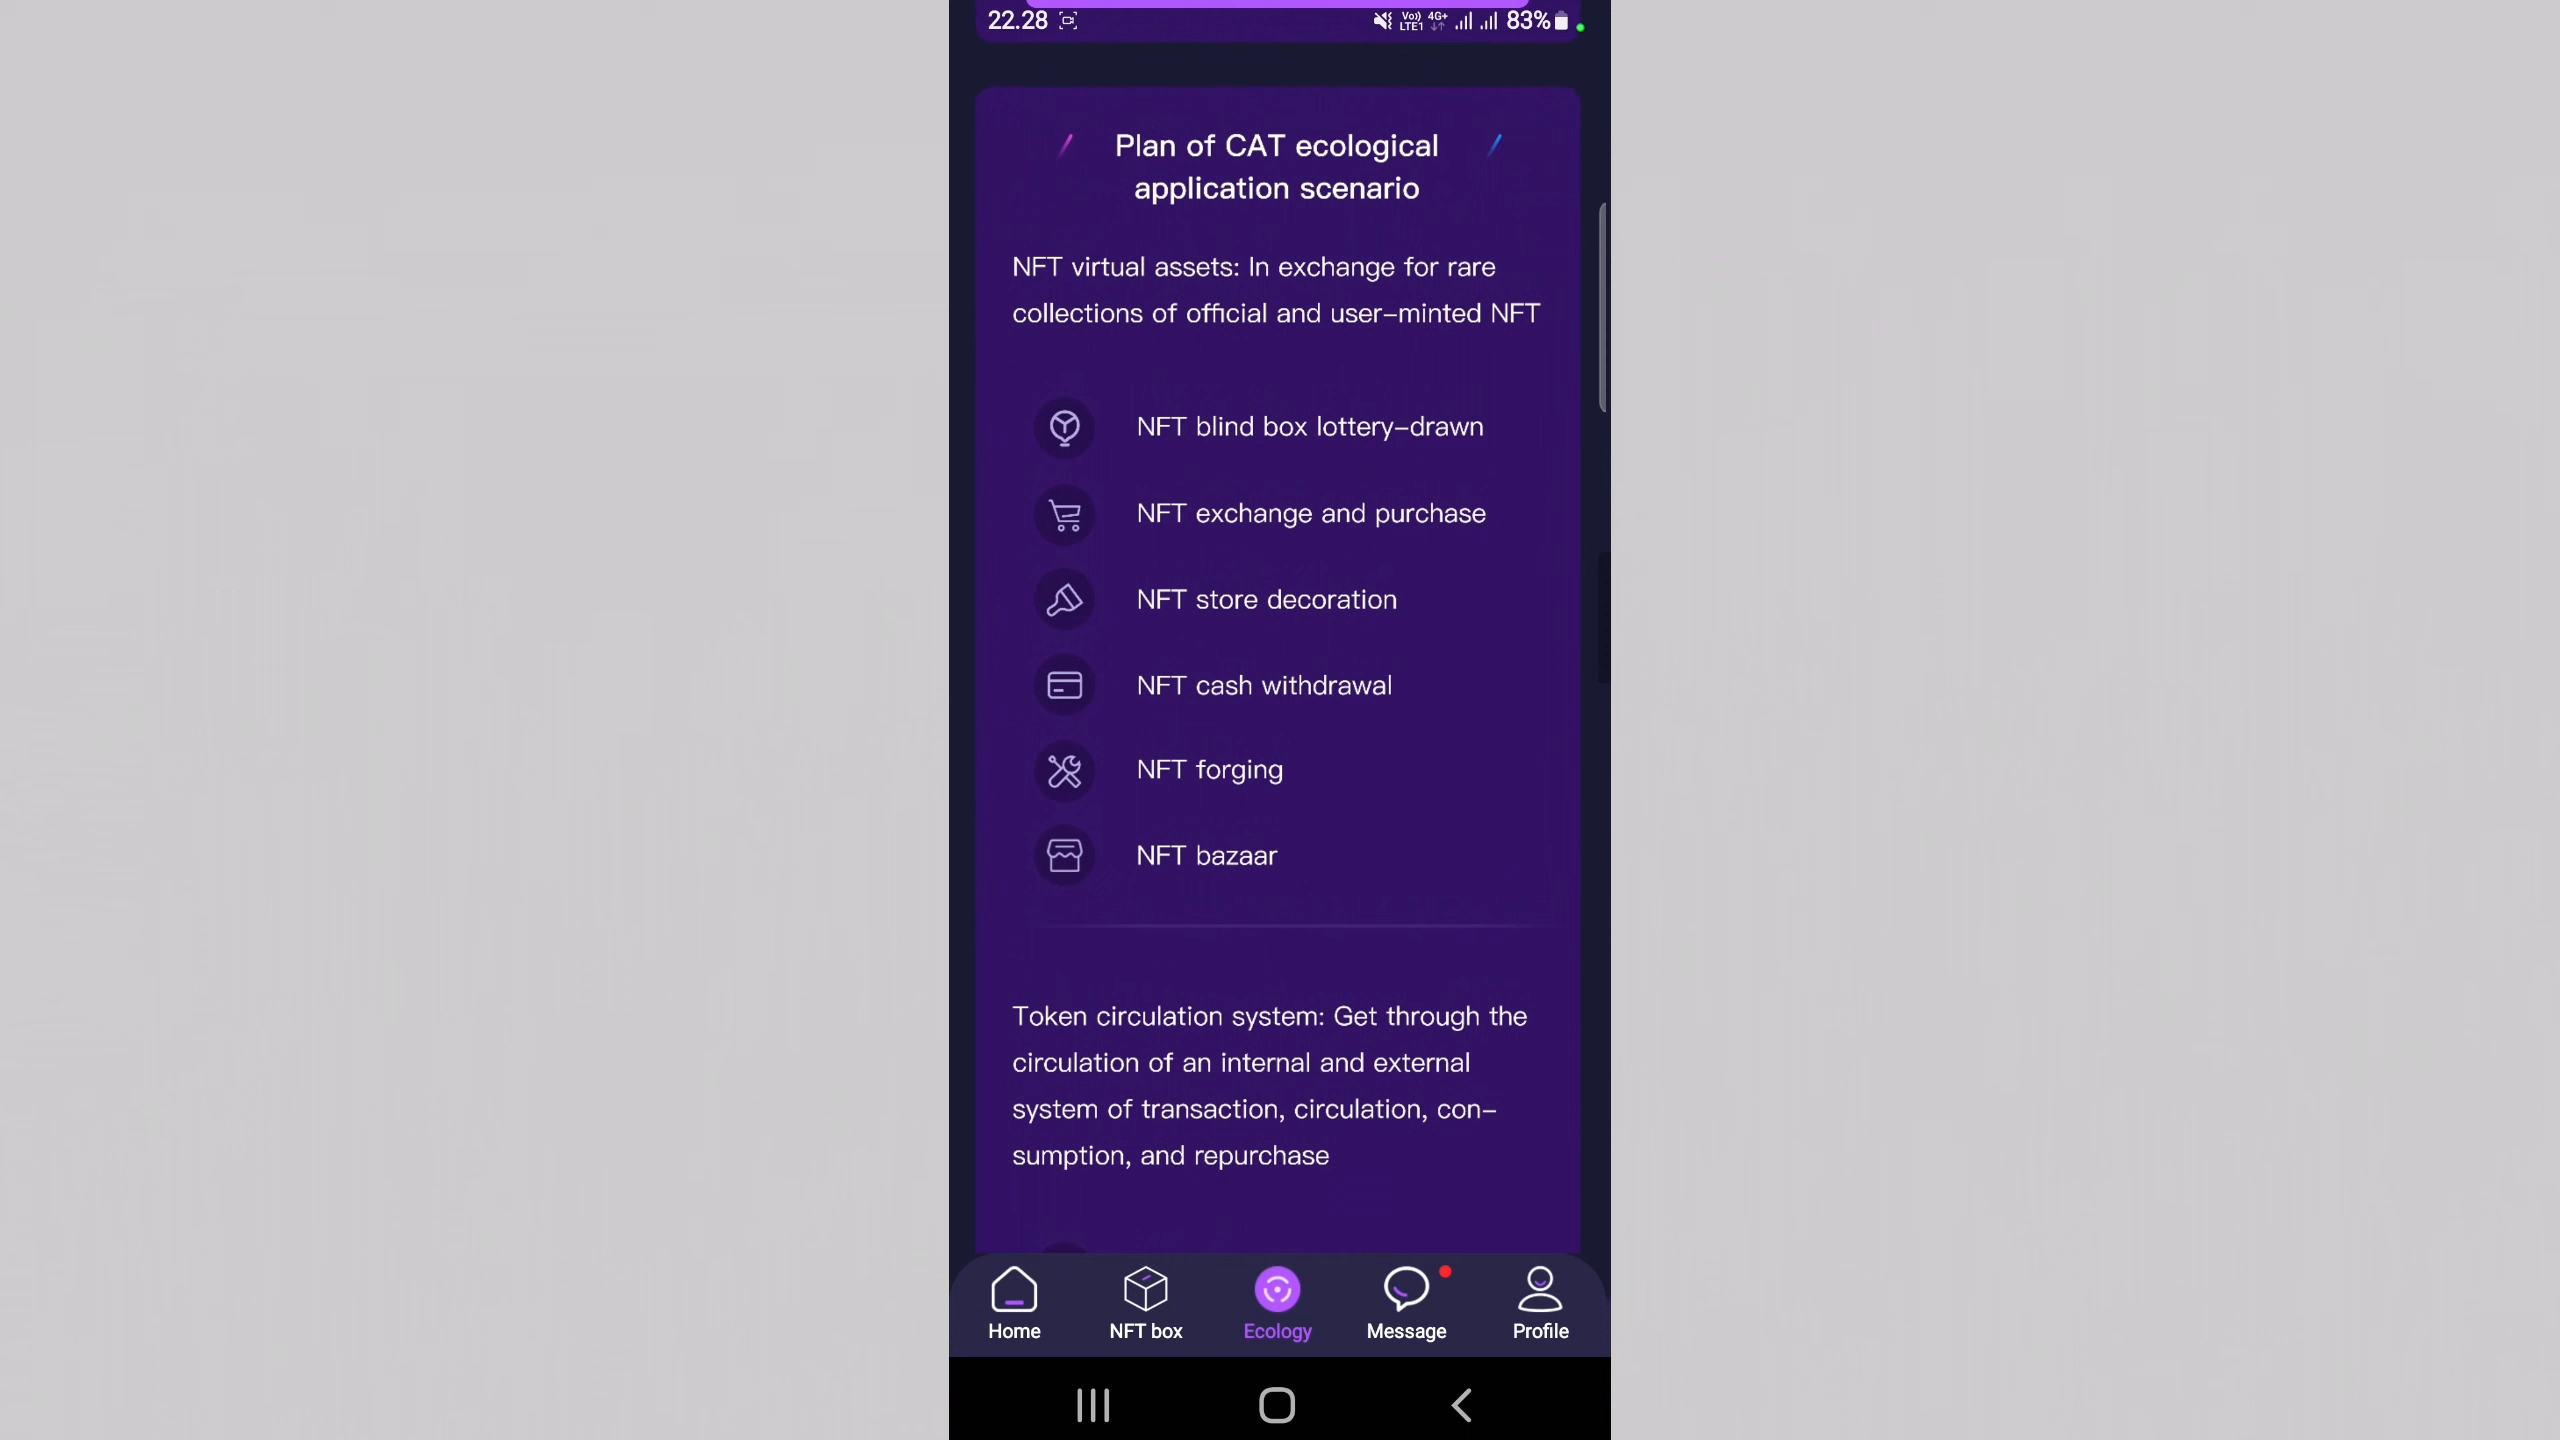 22.28
Vo)) 4G+
LTE1
83%
Plan of CAT ecological
application scenario
NFT virtual assets: In exchange for rare
collections of official and user-minted NFT
NFT blind box lottery-drawn
NFT exchange and purchase
NFT store decoration
NFT cash withdrawal
NFT forging
NFT bazaar
Token circulation system: Get through the
circulation of an internal and external
system of transaction, circulation, con-
sumption, and repurchase
Home
NFT box
Ecology
Message
Profile